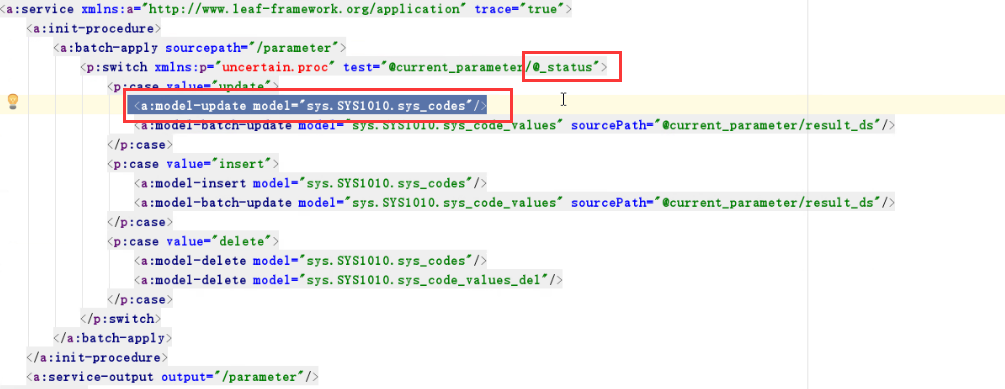 <a:service xmlns:a="http://www.leaf-framework.org/application" trace="true">
<a:init-procedure>
<a:batch-apply sourcepath="/parameter">
<p:switch xmlns:p="uncertain.proc" test="@current_parameter/@_status">
<p:case value="update">
<a:model-update model="sys.SYS1010.sys_codes"/>
<a:model-batch-update model="sys.SYS1010.sys_code_values" sourcePath="@current_parameter/result_ds"/>
</p:case>
<p:case value="insert">
<a:model-insert model="sys.SYS1010.sys_codes"/>
<a:model-batch-update model="sys.SYS1010.sys_code_values" sourcePath="@current_parameter/result_ds"/>
</p:case>
<p:case value="delete">
<a:model-delete model="sys.SYS1010.sys_codes"/>
<a:model-delete model="sys.SYS1010.sys_code_values_del"/>
</p:case>
</p:switch>
</a:batch-apply>
</a:init-procedure>
<a:service-output output="/parameter"/>